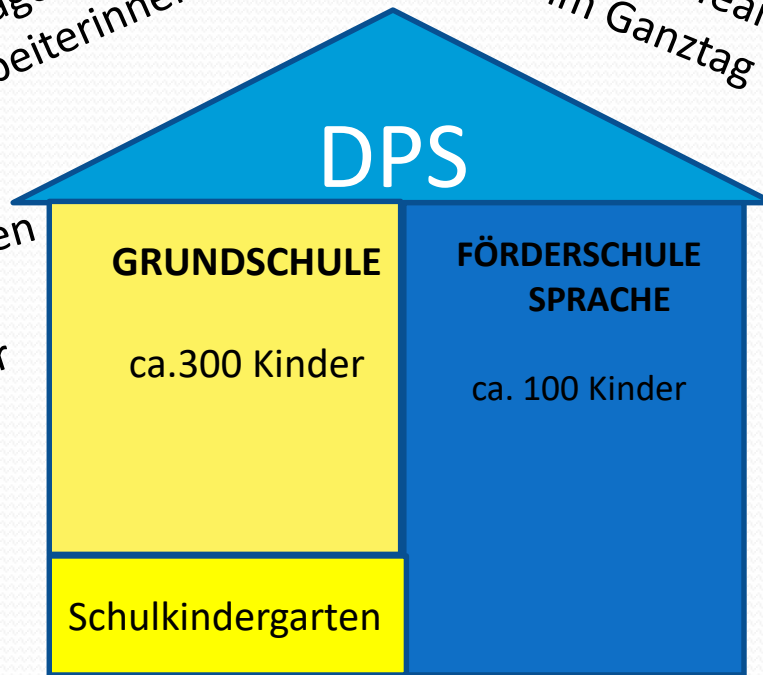 im Ganztag
DPS
GRUNDSCHULE
ca.300 Kinder
FÖRDERSCHULE
SPRACHE
ca. 100 Kinder
Schulkindergarten